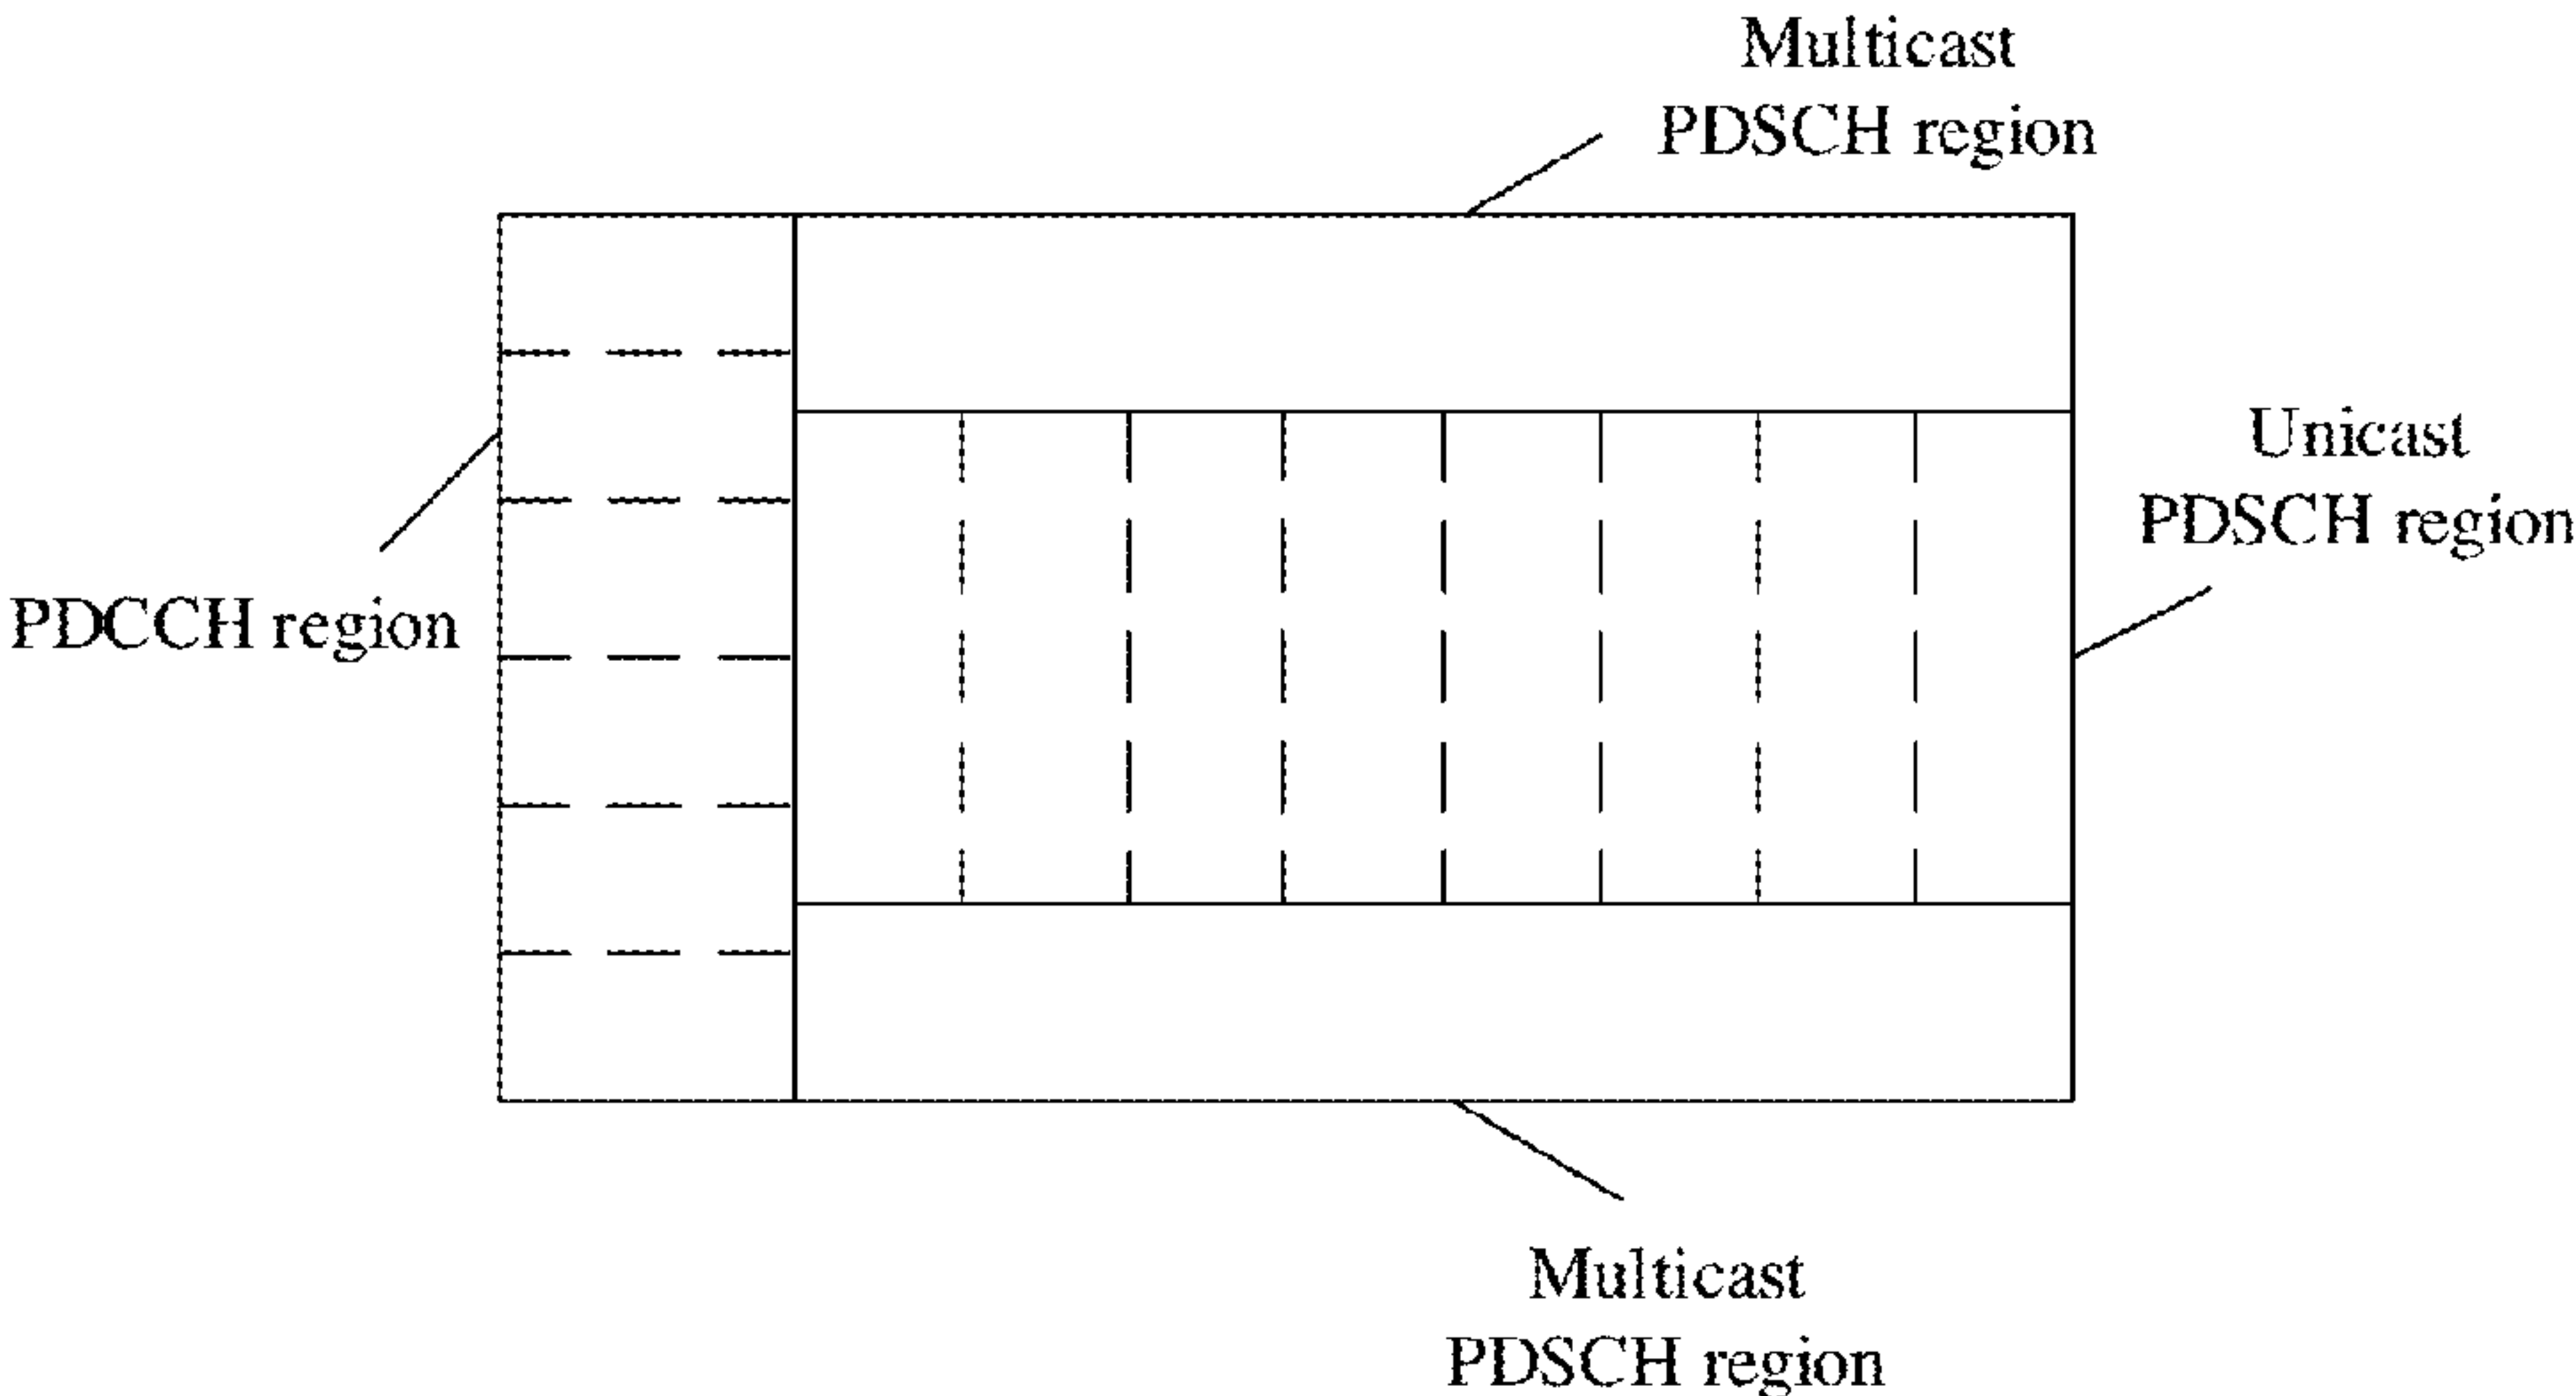 Multicast
PDSCH region
Unicast
PDSCH region
PDCCH region
Multicast
PDSCH region